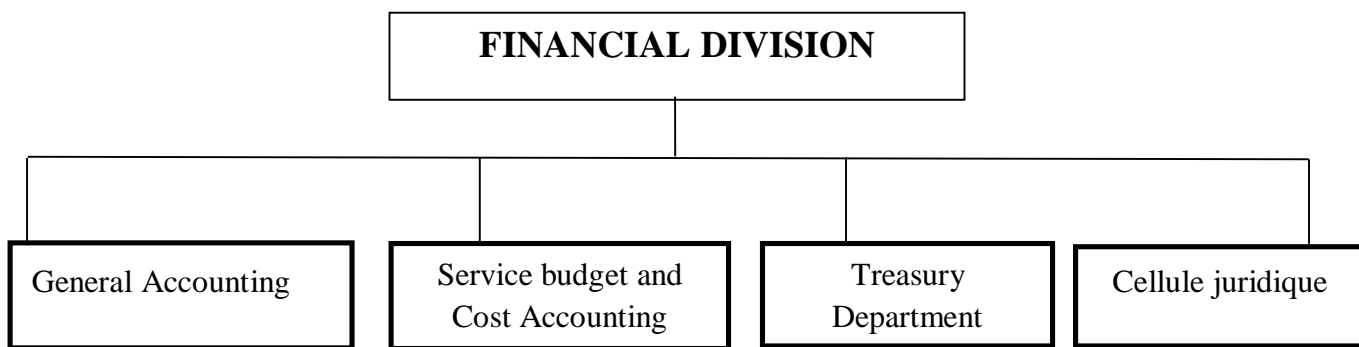 FINANCIAL DIVISION
General Accounting
Service budget and
Cost Accounting
Treasury
Department
Cellule juridique